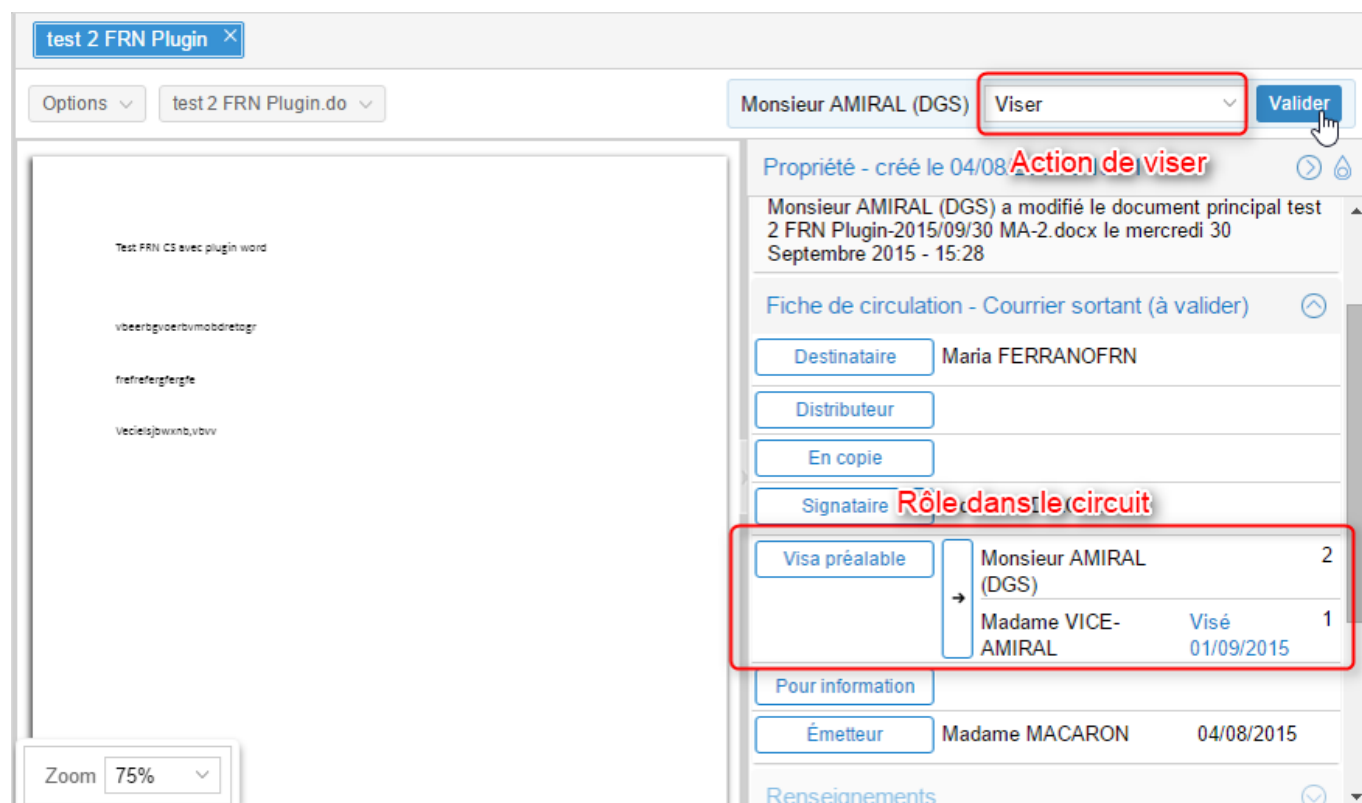 test 2 FRN Plugin ×
Options
test 2 FRN Plugin.do
Monsieur AMIRAL (DGS)
Viser
Valider
Propriété - créé le 04/08/
Action de viser
Monsieur AMIRAL (DGS) a modifié le document principal test
2 FRN Plugin-2015/09/30 MA-2.docx le mercredi 30
Septembre 2015 - 15:28
Test FRN CS avec plugin word
vbeerbgvoerbvmobdretogr
frefrefergfergfe
Vecielsjbwxnb,vbvv
Fiche de circulation - Courrier sortant (à valider)
Destinataire
Maria FERRANOFRN
Distributeur
En copie
Signataire
Rôle dans le circuit
Visa préalable
Monsieur AMIRAL 2
(DGS)
Madame VICE- Visé 1
AMIRAL 01/09/2015
Pour information
Émetteur
Madame MACARON
04/08/2015
Zoom 75%
Renseignements